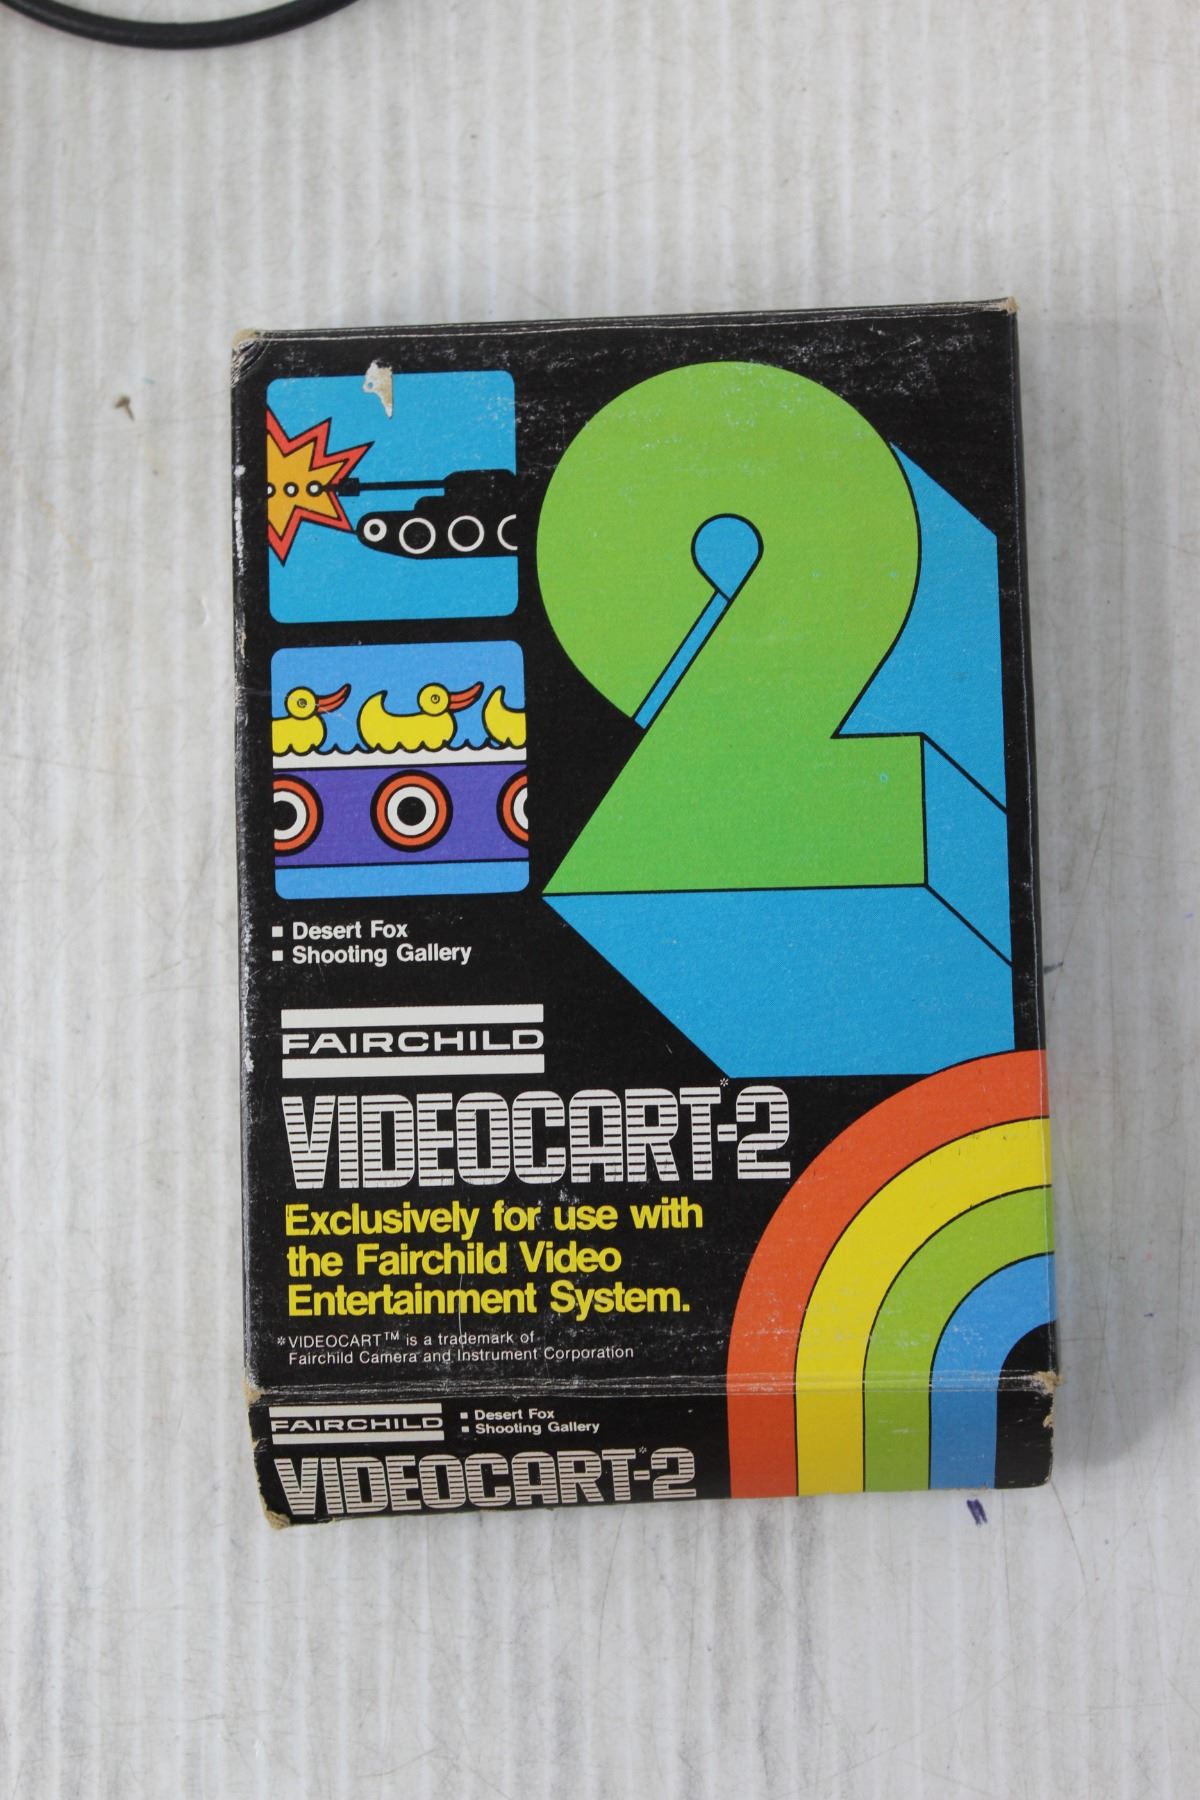 2
▪ Desert Fox
▪ Shooting Gallery
FAIRCHILD
VIDEOCART*-2
Exclusively for use with
the Fairchild Video
Entertainment System.
*VIDEOCART™ is a trademark of
Fairchild Camera and Instrument Corporation
FAIRCHILD
▪ Desert Fox
▪ Shooting Gallery
VIDEOCART*-2